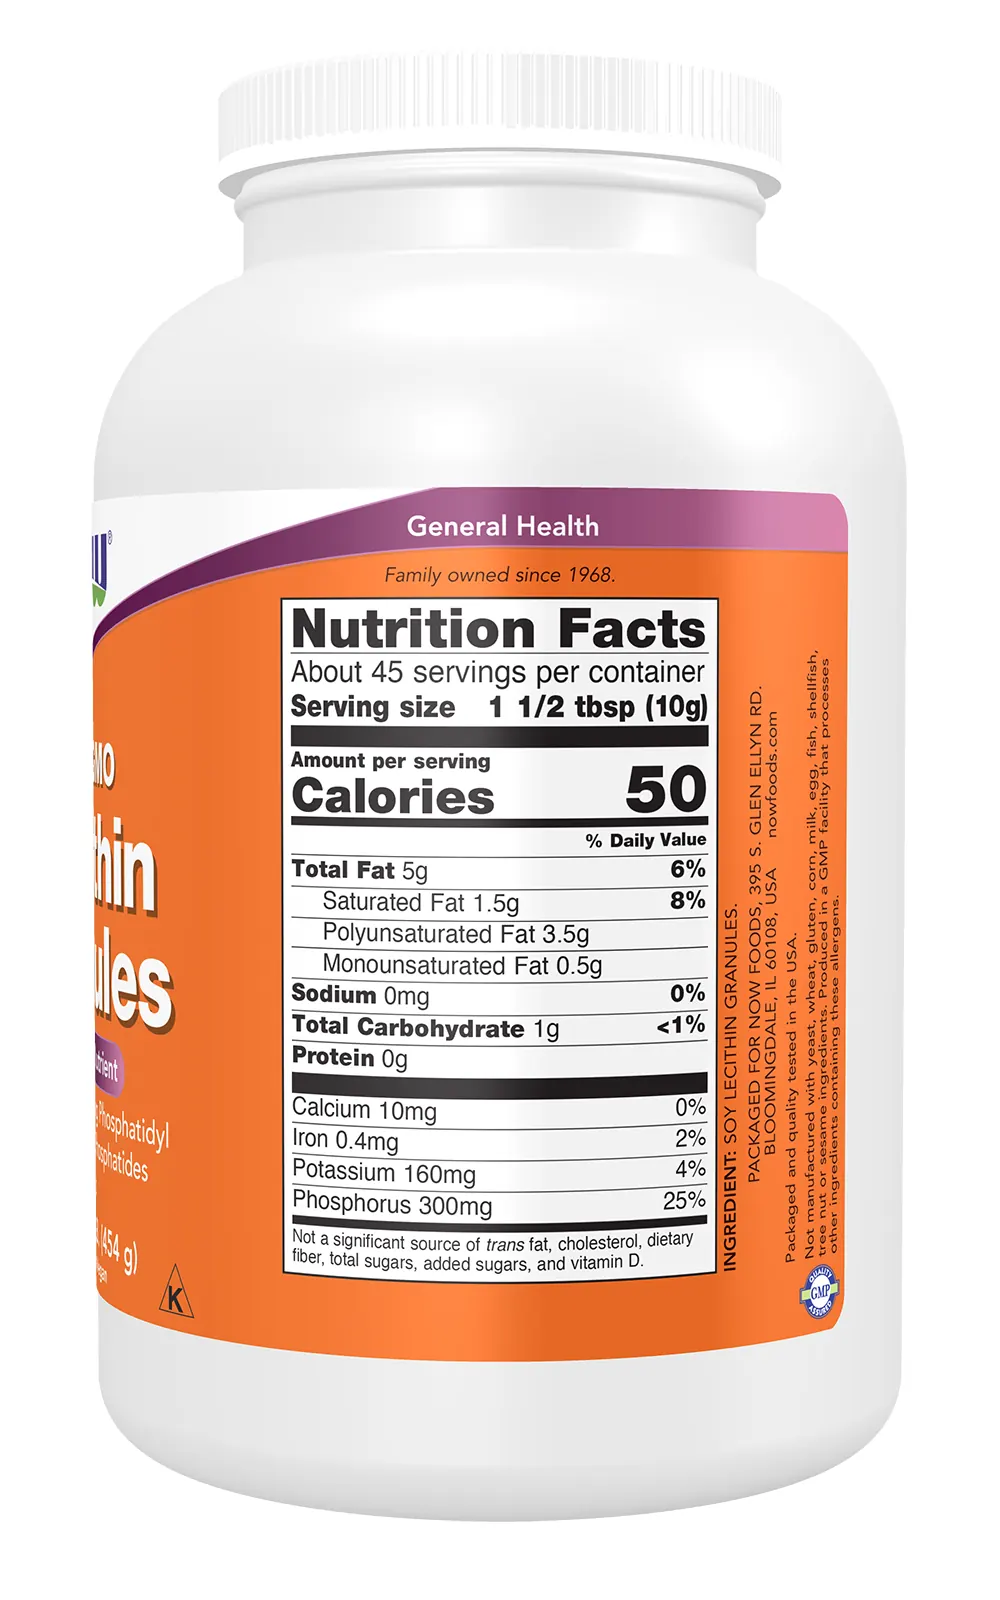 General Health
Family owned since 1968.
Nutrition Facts
About 45 servings per container
Serving size 1 1/2 tbsp (10g)
Amount per serving
Calories 50
% Daily Value
Total Fat 5g 6%
Saturated Fat 1.5g 8%
Polyunsaturated Fat 3.5g
Monounsaturated Fat 0.5g
Sodium 0mg 0%
Total Carbohydrate 1g <1%
Protein 0g
Calcium 10mg 0%
Iron 0.4mg 2%
Potassium 160mg 4%
Phosphorus 300mg 25%
Not a significant source of trans fat, cholesterol, dietary
fiber, total sugars, added sugars, and vitamin D.
INGREDIENT: SOY LECITHIN GRANULES.
PACKAGED FOR NOW FOODS, 395 S. GLEN ELLYN RD.
BLOOMINGDALE, IL 60108, USA nowfoods.com
Packaged and quality tested in the USA.
Not manufactured with yeast, wheat, gluten, corn, milk, egg, fish, shellfish,
tree nut or sesame ingredients. Produced in a GMP facility that processes
other ingredients containing these allergens.
QUALITY
GMP
ASSURED
®
Phosphatidyl
(454 g)
K